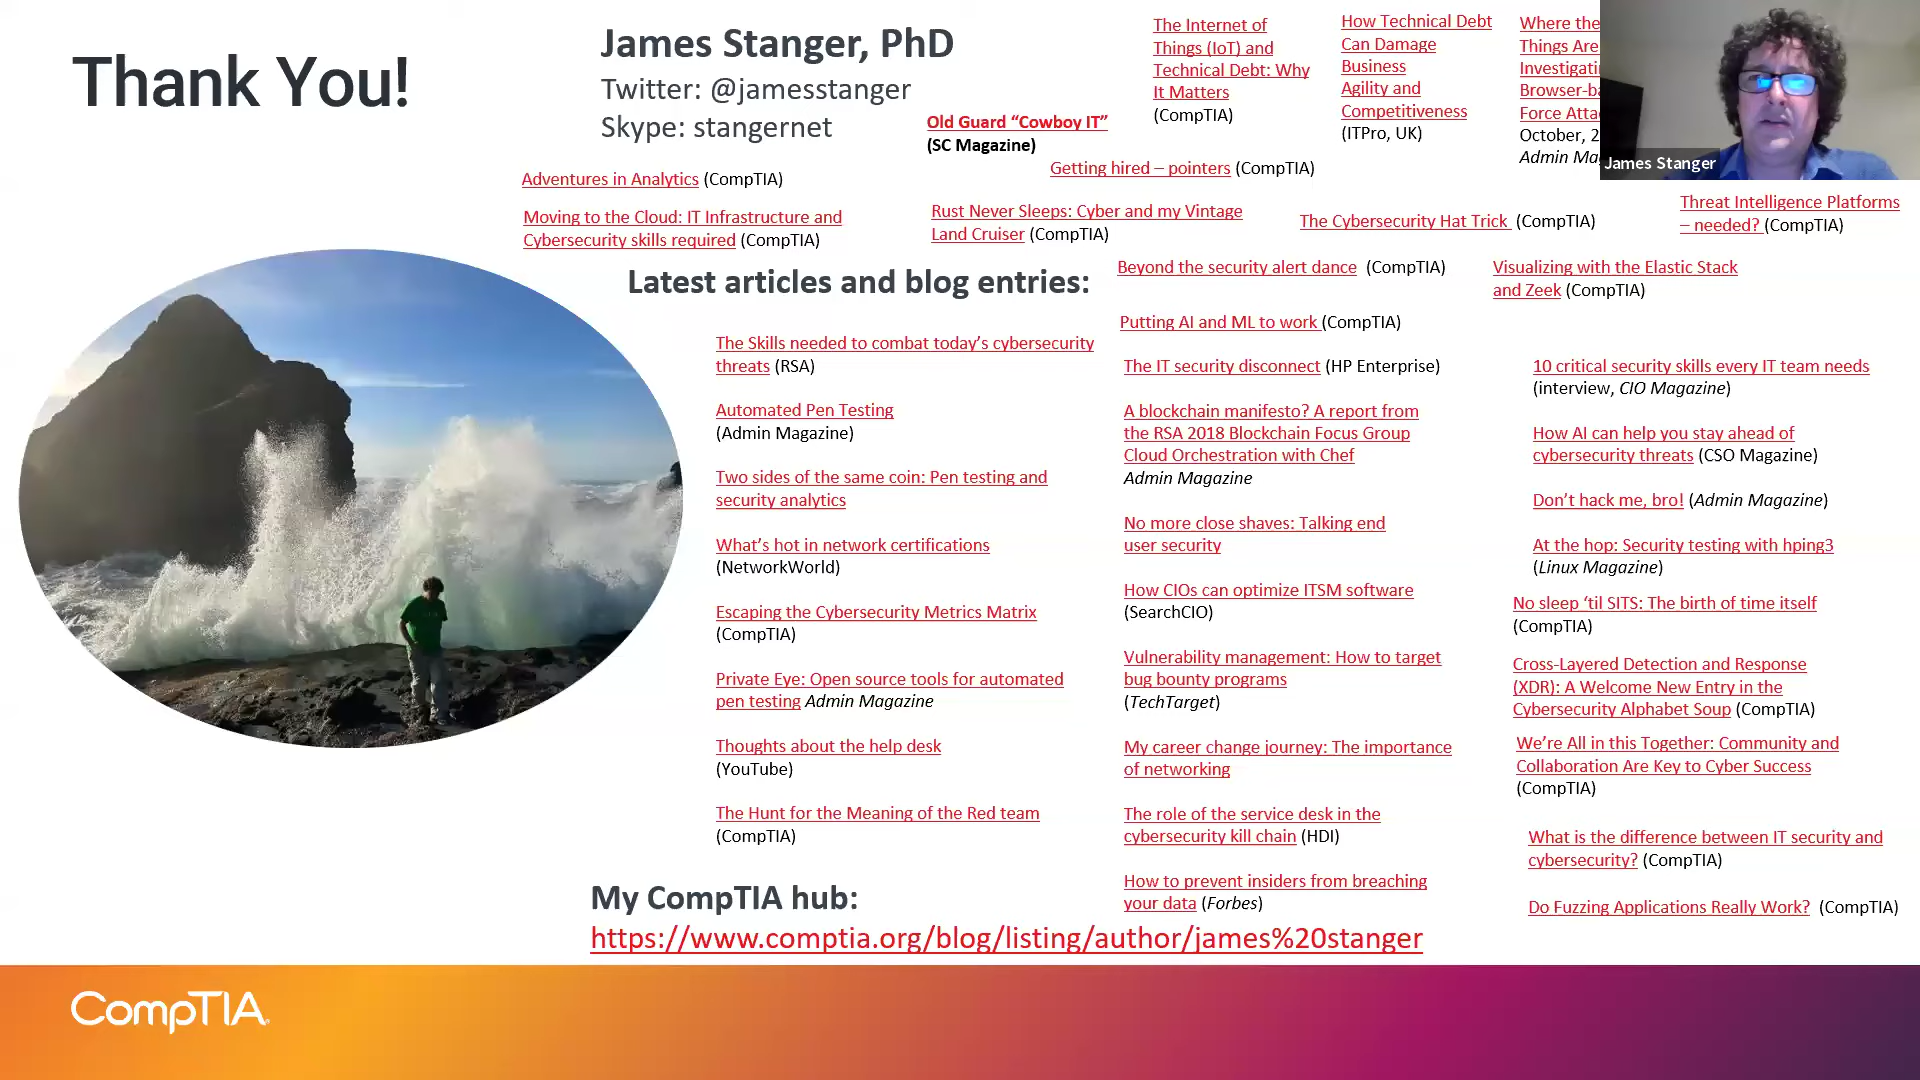 Thank You!
James Stanger, PhD
Twitter: @jamesstanger
Skype: stangernet
The Internet of
Things (IoT) and
Technical Debt: Why
It Matters
(CompTIA)
How Technical Debt
Can Damage
Business
Agility and
Competitiveness
(ITPro, UK)
Where the
Things Are
Browser-
Force
October,
Admin
James Stanger
Old Guard “Cowboy IT”
(SC Magazine)
Getting hired – pointers (CompTIA)
Adventures in Analytics (CompTIA)
Moving to the Cloud: IT Infrastructure and
Cybersecurity skills required (CompTIA)
Rust Never Sleeps: Cyber and my Vintage
Land Cruiser (CompTIA)
The Cybersecurity Hat Trick (CompTIA)
Threat Intelligence Platforms
– needed? (CompTIA)
Latest articles and blog entries:
Beyond the security alert dance (CompTIA)
Visualizing with the Elastic Stack
and Zeek (CompTIA)
The Skills needed to combat today’s cybersecurity
threats (RSA)
Automated Pen Testing
(Admin Magazine)
Two sides of the same coin: Pen testing and
security analytics
What’s hot in network certifications
(NetworkWorld)
Escaping the Cybersecurity Metrics Matrix
(CompTIA)
Private Eye: Open source tools for automated
pen testing Admin Magazine
Thoughts about the help desk
(YouTube)
The Hunt for the Meaning of the Red team
(CompTIA)
Putting AI and ML to work (CompTIA)
The IT security disconnect (HP Enterprise)
A blockchain manifesto? A report from
the RSA 2018 Blockchain Focus Group
Cloud Orchestration with Chef
Admin Magazine
No more close shaves: Talking end
user security
How CIOs can optimize ITSM software
(SearchCIO)
Vulnerability management: How to target
bug bounty programs
(TechTarget)
My career change journey: The importance
of networking
The role of the service desk in the
cybersecurity kill chain (HDI)
How to prevent insiders from breaching
your data (Forbes)
10 critical security skills every IT team needs
(interview, CIO Magazine)
How AI can help you stay ahead of
cybersecurity threats (CSO Magazine)
Don’t hack me, bro! (Admin Magazine)
At the hop: Security testing with hping3
(Linux Magazine)
No sleep ‘til SITS: The birth of time itself
(CompTIA)
Cross-Layered Detection and Response
(XDR): A Welcome New Entry in the
Cybersecurity Alphabet Soup (CompTIA)
We’re All in this Together: Community and
Collaboration Are Key to Cyber Success
(CompTIA)
What is the difference between IT security and
cybersecurity? (CompTIA)
Do Fuzzing Applications Really Work? (CompTIA)
My CompTIA hub:
https://www.comptia.org/blog/listing/author/james%20stanger
CompTIA